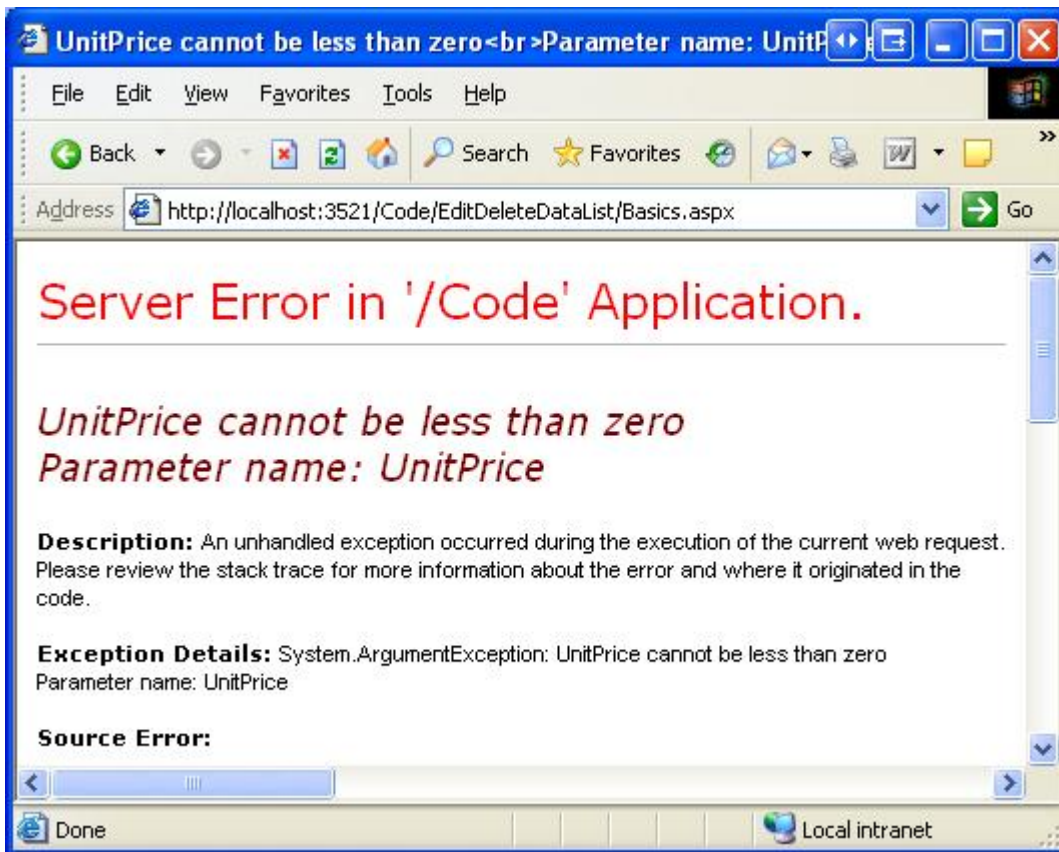 UnitPrice cannot be less than zero<br>Parameter name: UnitP
File Edit View Favorites Tools Help
Back Search Favorites
Address http://localhost:3521/Code/EditDeleteDataList/Basics.aspx Go
Server Error in '/Code' Application.
UnitPrice cannot be less than zero
Parameter name: UnitPrice
Description: An unhandled exception occurred during the execution of the current web request.
Please review the stack trace for more information about the error and where it originated in the
code.
Exception Details: System.ArgumentException: UnitPrice cannot be less than zero
Parameter name: UnitPrice
Source Error:
Done Local intranet